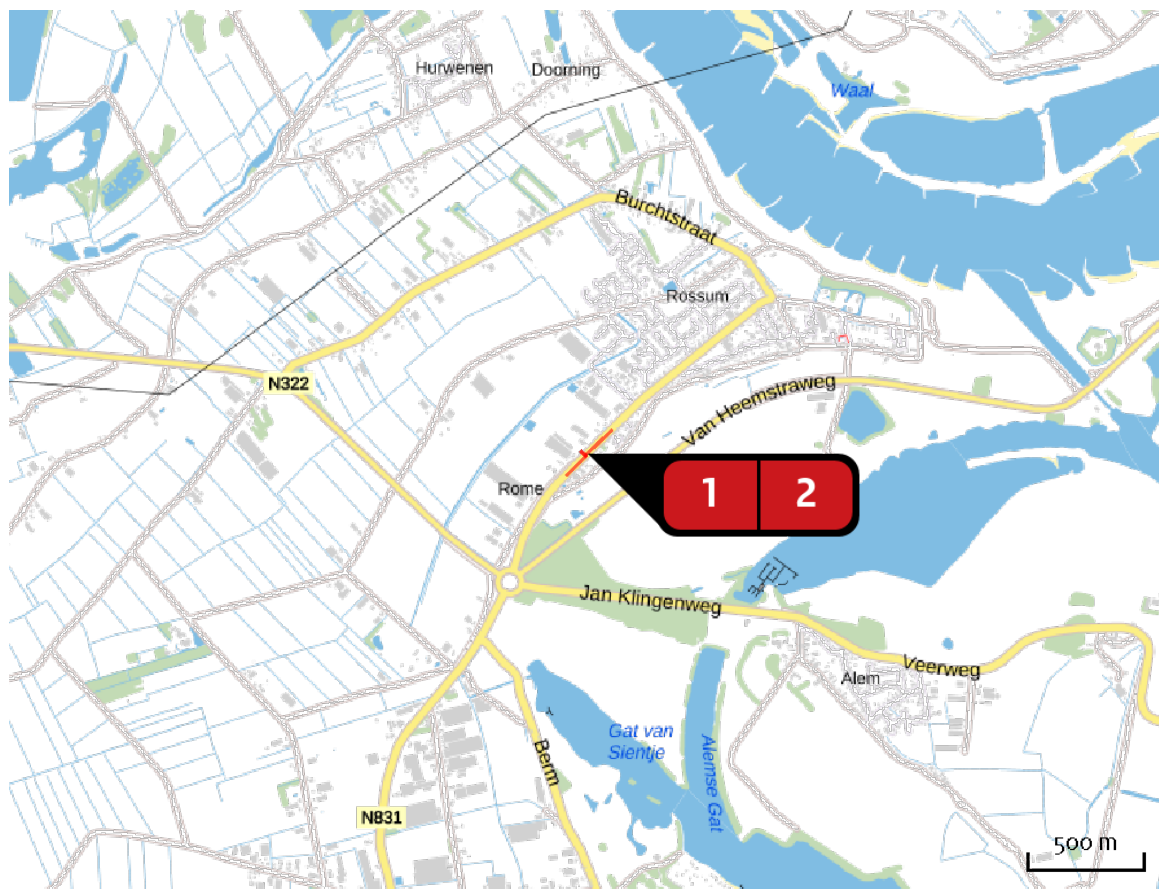 Hurwenen
Doorning
Waal
Burchtstraat
Rossum
N322
Van Heemstraweg
Rome
1
2
Jan Klingenweg
Veerweg
Alem
Gat van
Sientje
Alemse Gat
Berm
N831
500 m